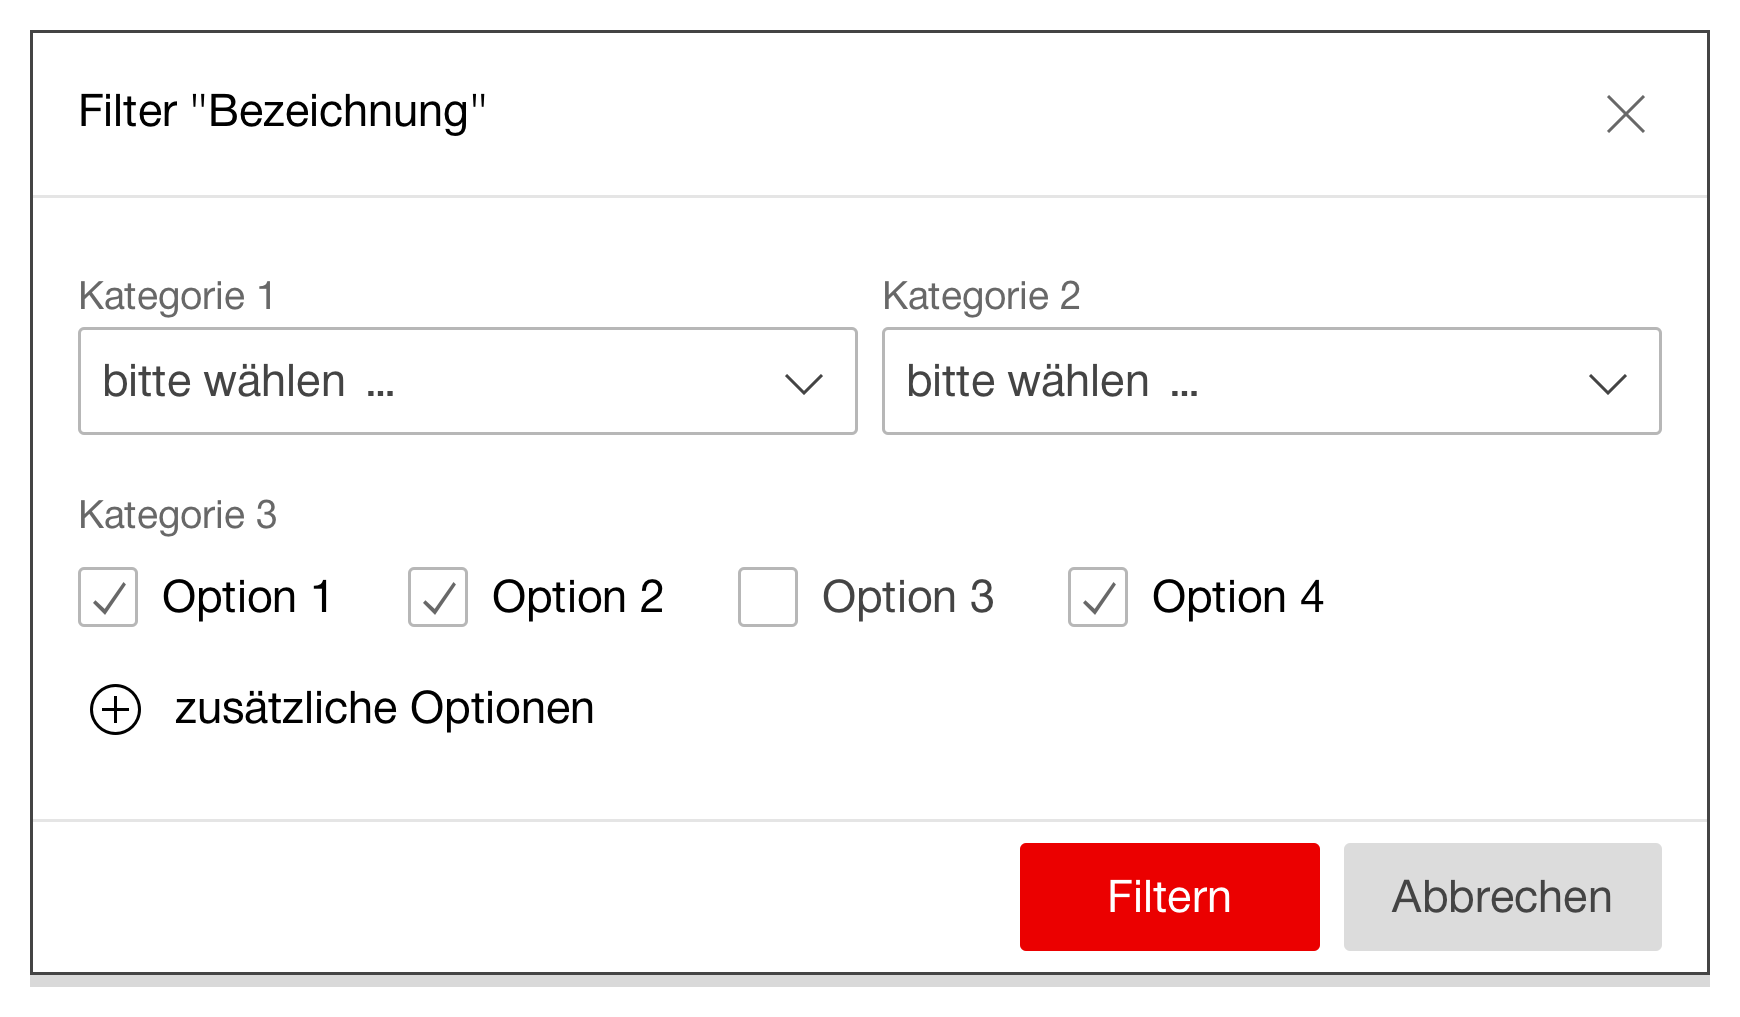 Filter "Bezeichnung"
Kategorie 1
Kategorie 2
bitte wählen ...
bitte wählen ...
Kategorie 3
Option 1
Option 2
Option 3
Option 4
zusätzliche Optionen
Filtern
Abbrechen